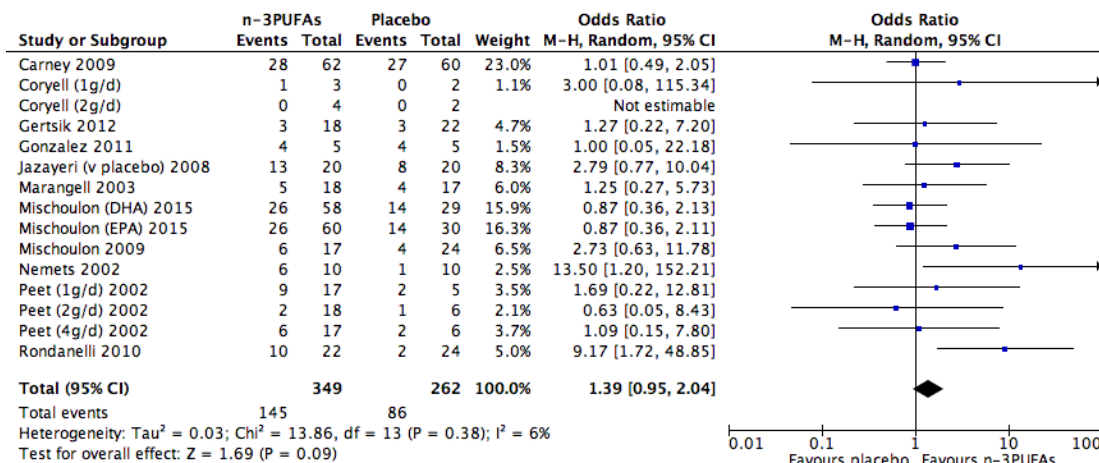 n-3PUFAs Placebo Odds Ratio Odds Ratio
Study or Subgroup Events Total Events Total Weight M-H, Random, 95% CI M-H, Random, 95% CI
Carney 2009 28 62 27 60 23.0% 1.01 [0.49, 2.05]
Coryell (1g/d) 1 3 0 2 1.1% 3.00 [0.08, 115.34]
Coryell (2g/d) 0 4 0 2 Not estimable
Gertsik 2012 3 18 3 22 4.7% 1.27 [0.22, 7.20]
Gonzalez 2011 4 5 4 5 1.4% 1.00 [0.05, 22.18]
Jazayeri (v placebo) 2008 13 20 8 20 8.3% 2.79 [0.77, 10.04]
Marangell 2003 5 18 4 17 6.0% 1.25 [0.27, 5.73]
Mischoulon (DHA) 2015 26 58 14 29 15.9% 0.87 [0.36, 2.13]
Mischoulon (EPA) 2015 26 60 14 30 16.3% 0.87 [0.36, 2.11]
Mischoulon 2009 6 17 4 24 6.5% 2.73 [0.63, 11.78]
Nemets 2002 6 10 1 10 2.5% 13.50 [1.20, 152.21]
Peet (1g/d) 2002 9 17 2 5 3.5% 1.69 [0.22, 12.81]
Peet (2g/d) 2002 2 18 1 6 2.1% 0.63 [0.05, 8.43]
Peet (4g/d) 2002 6 17 2 6 3.7% 1.09 [0.15, 7.80]
Rondanelli 2010 10 22 2 24 5.0% 9.17 [1.72, 48.85]
Total (95% CI) 349 262 100.0% 1.39 [0.95, 2.04]
Total events 145 86
Heterogeneity: Tau² = 0.03; Chi² = 13.86, df = 13 (P = 0.38); I² = 6%
Test for overall effect: Z = 1.69 (P = 0.09)
0.01 0.1 1 10 100
Favours placebo Favours n-3PUFAs